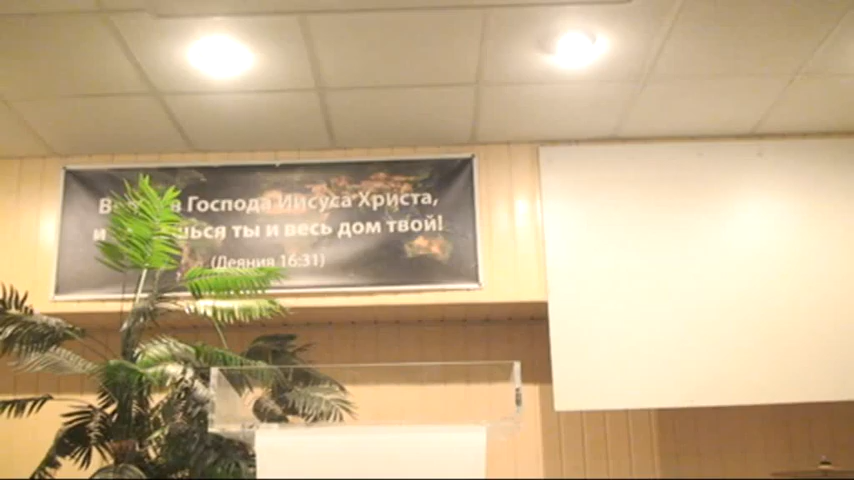 В Господа Иисуса Христа,
и ты и весь дом твой!
(Деяния 16:31)